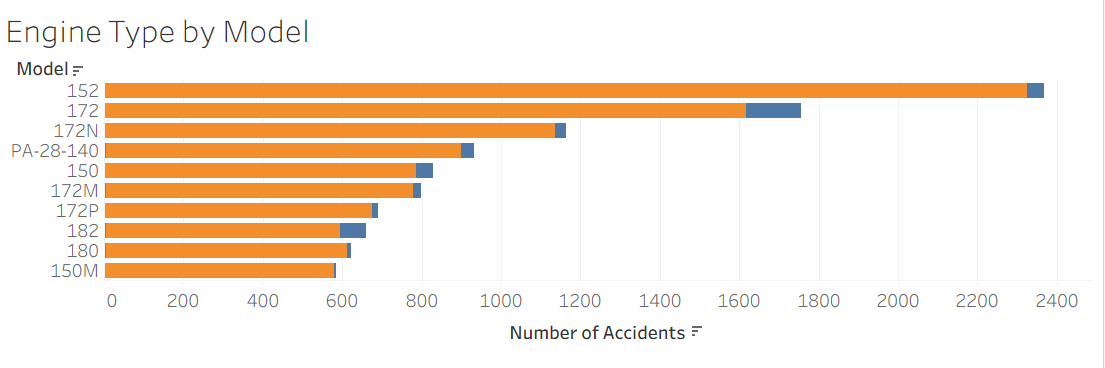 Engine Type by Model
Model
152
172
172N
PA-28-140
150
172M
172P
182
180
150M
0 200 400 600 800 1000 1200 1400 1600 1800 2000 2200 2400
Number of Accidents